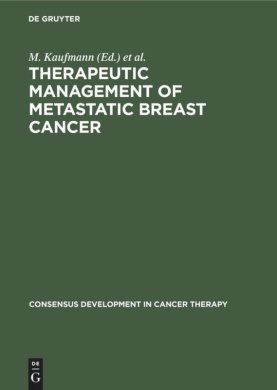 DE GRUYTER
M. Kaufmann (Ed.) et al.
THERAPEUTIC
MANAGEMENT OF
METASTATIC BREAST
CANCER
CONSENSUS DEVELOPMENT IN CANCER THERAPY
DE
G